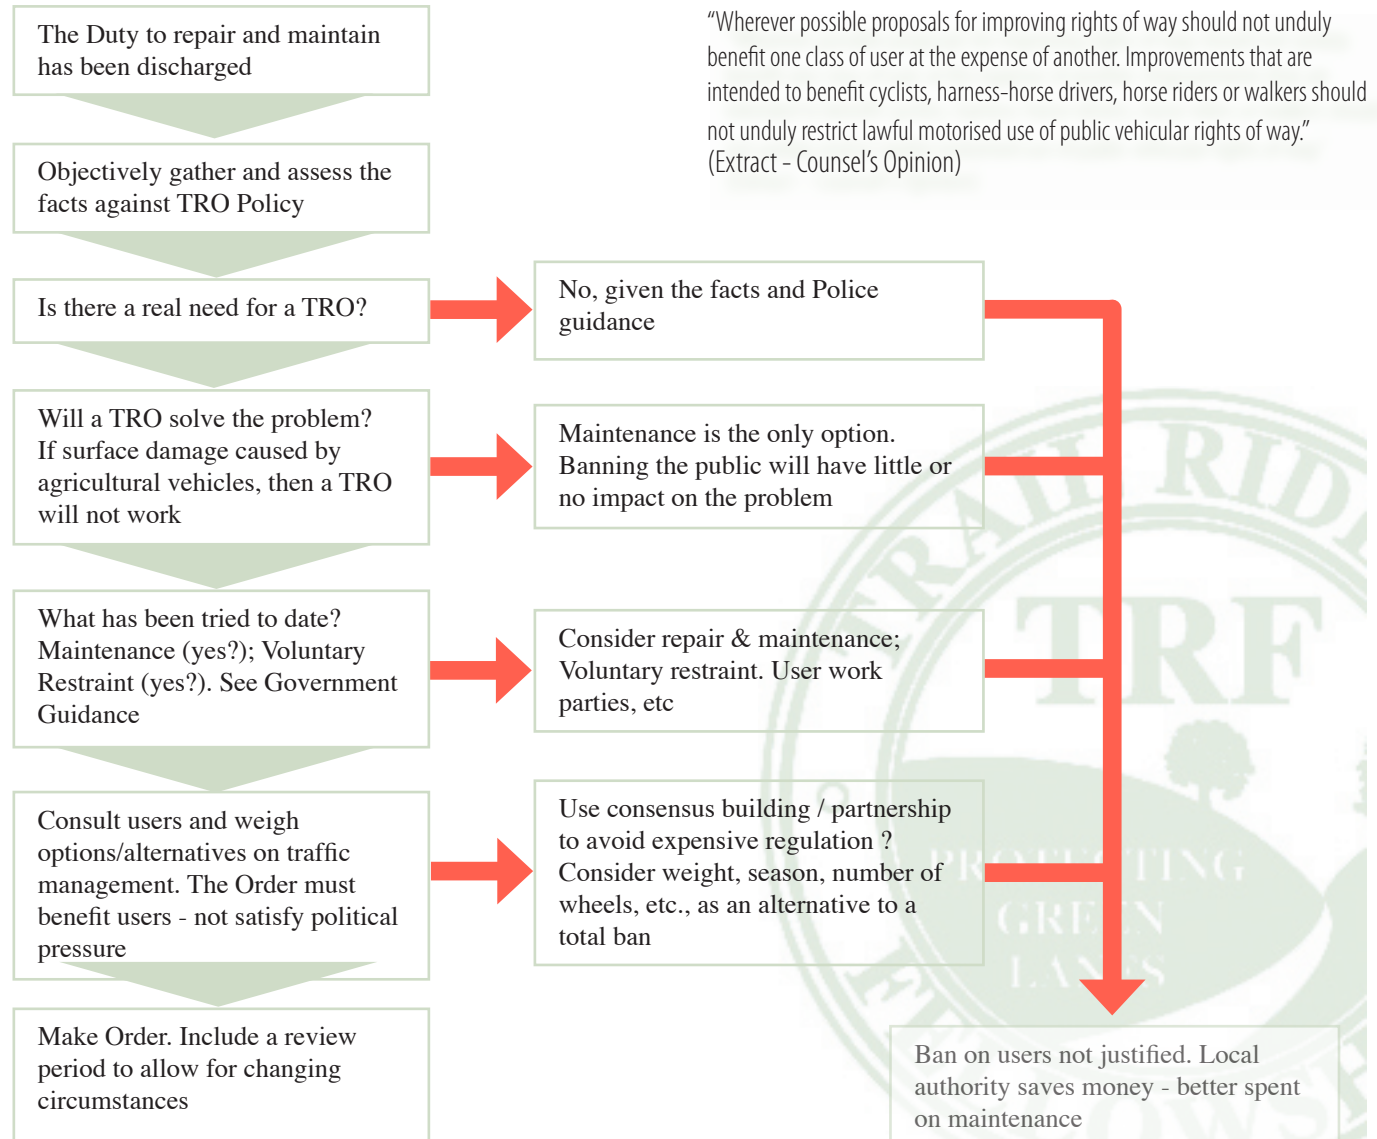 The Duty to repair and maintain
has been discharged
“Wherever possible proposals for improving rights of way should not unduly
benefit one class of user at the expense of another. Improvements that are
intended to benefit cyclists, harness-horse drivers, horse riders or walkers should
not unduly restrict lawful motorised use of public vehicular rights of way.”
(Extract - Counsel’s Opinion)
Objectively gather and assess the
facts against TRO Policy
Is there a real need for a TRO?
No, given the facts and Police
guidance
Will a TRO solve the problem?
If surface damage caused by
agricultural vehicles, then a TRO
will not work
Maintenance is the only option.
Banning the public will have little or
no impact on the problem
What has been tried to date?
Maintenance (yes?); Voluntary
Restraint (yes?). See Government
Guidance
Consider repair & maintenance;
Voluntary restraint. User work
parties, etc
Consult users and weigh
options/alternatives on traffic
management. The Order must
benefit users - not satisfy political
pressure
Use consensus building / partnership
to avoid expensive regulation ?
Consider weight, season, number of
wheels, etc., as an alternative to a
total ban
Make Order. Include a review
period to allow for changing
circumstances
Ban on users not justified. Local
authority saves money - better spent
on maintenance
TRAIL RIDE
TRF
PROTECTING
GREEN
LANES